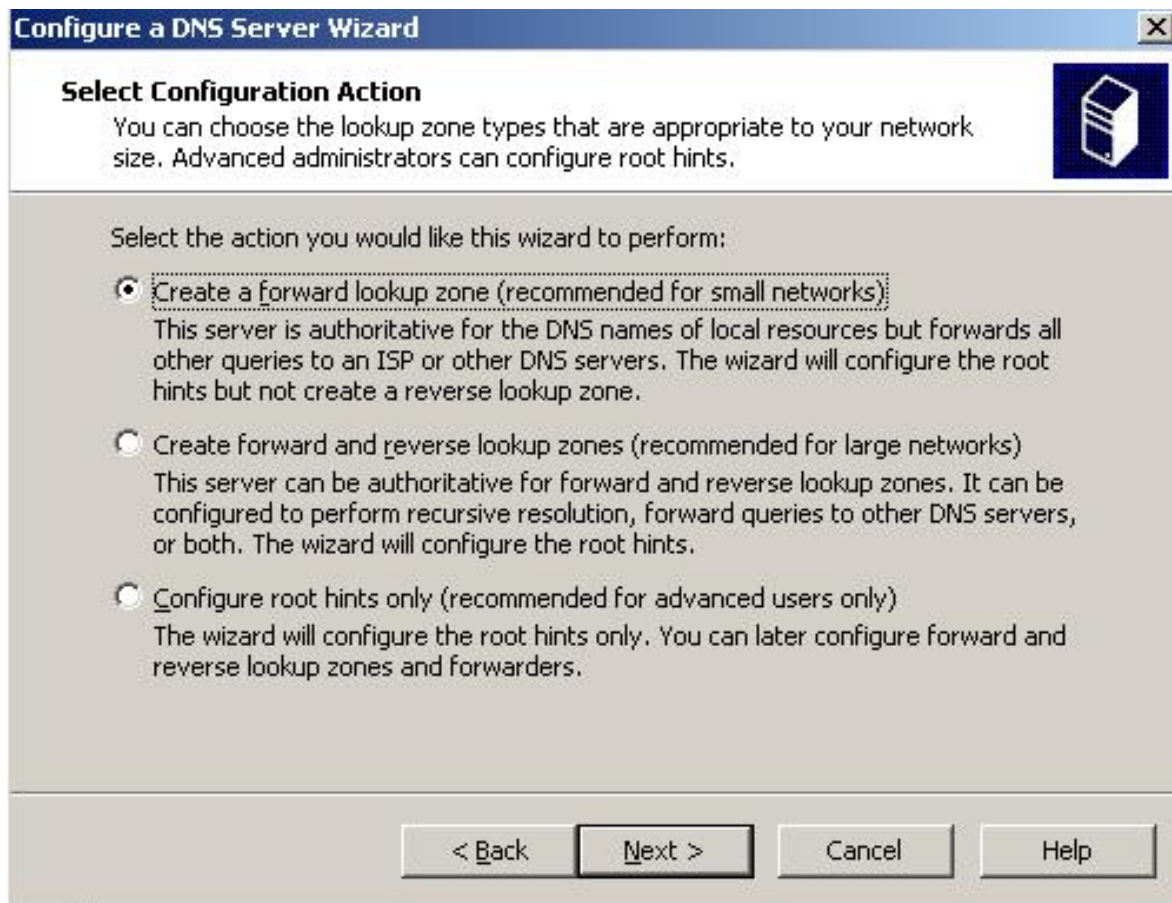 Configure a DNS Server Wizard
Select Configuration Action
You can choose the lookup zone types that are appropriate to your network
size. Advanced administrators can configure root hints.
Select the action you would like this wizard to perform:
Create a forward lookup zone (recommended for small networks)
This server is authoritative for the DNS names of local resources but forwards all
other queries to an ISP or other DNS servers. The wizard will configure the root
hints but not create a reverse lookup zone.
Create forward and reverse lookup zones (recommended for large networks)
This server can be authoritative for forward and reverse lookup zones. It can be
configured to perform recursive resolution, forward queries to other DNS servers,
or both. The wizard will configure the root hints.
Configure root hints only (recommended for advanced users only)
The wizard will configure the root hints only. You can later configure forward and
reverse lookup zones and forwarders.
< Back Next > Cancel Help